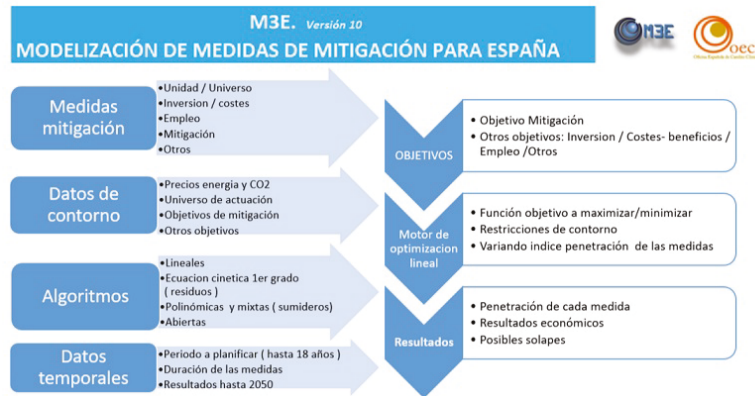 M3E. Versión 10
MODELIZACIÓN DE MEDIDAS DE MITIGACIÓN PARA ESPAÑA
M3E
oec
Medidas
mitigación
•Unidad / Universo
•Inversion / costes
•Empleo
•Mitigación
•Otros
Datos de
contorno
•Precios energia y CO2
•Universo de actuación
•Objetivos de mitigación
•Otros objetivos
Algoritmos
•Lineales
•Ecuacion cinetica 1er grado
( residuos )
•Polinómicas y mixtas ( sumideros)
•Abiertas
Datos
temporales
•Periodo a planificar ( hasta 18 años )
•Duración de las medidas
•Resultados hasta 2050
OBJETIVOS
• Objetivo Mitigación
• Otros objetivos: Inversion / Costes- beneficios /
Empleo /Otros
Motor de
optimizacion
lineal
• Función objetivo a maximizar/minimizar
• Restricciones de contorno
• Variando indice penetración de las medidas
Resultados
• Penetración de cada medida
• Resultados económicos
• Posibles solapes